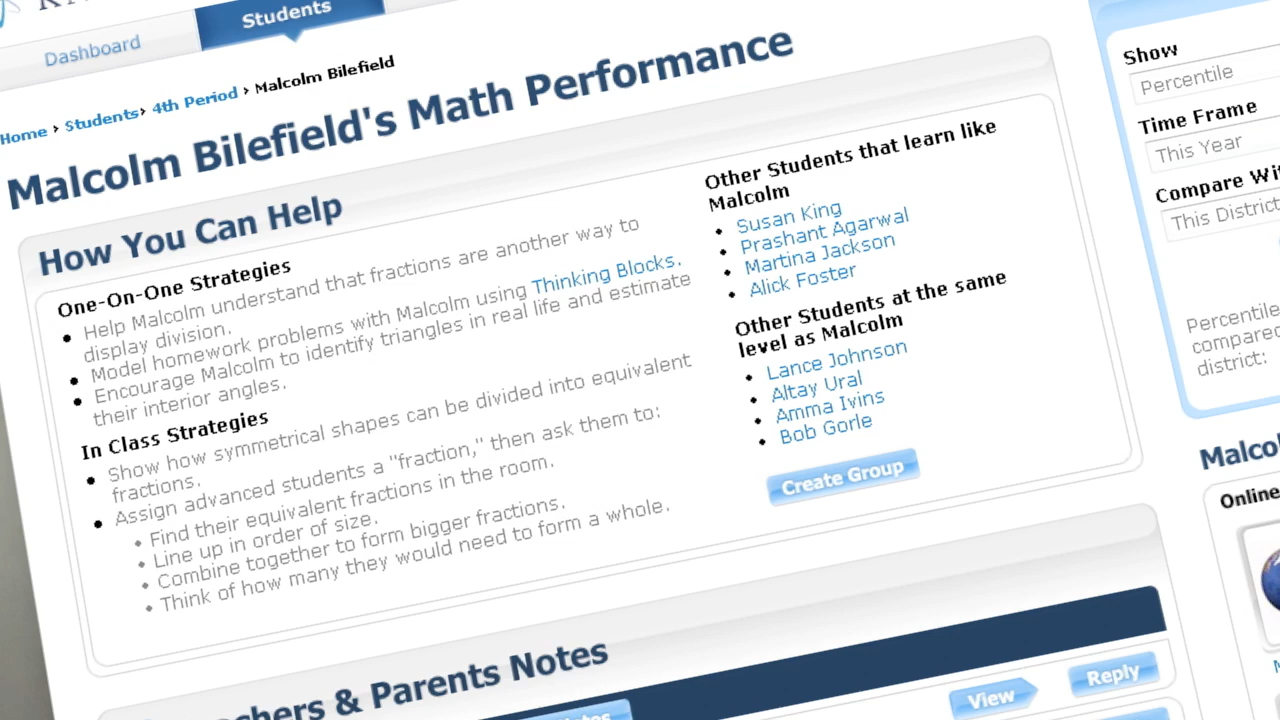 Students
Dashboard
Home › Students› 4th Period › Malcolm Bilefield
Malcolm Bilefield's Math Performance
How You Can Help
One-On-One Strategies
Help Malcolm understand that fractions are another way to
display division.
Model homework problems with Malcolm using Thinking Blocks.
Encourage Malcolm to identify triangles in real life and estimate
their interior angles.
In Class Strategies
Show how symmetrical shapes can be divided into equivalent
fractions.
Assign advanced students a "fraction," then ask them to:
Find their equivalent fractions in the room.
Line up in order of size.
Combine together to form bigger fractions.
Think of how many they would need to form a whole.
Other Students that learn like
Malcolm
Susan King
Prashant Agarwal
Martina Jackson
Alick Foster
Other Students at the same
level as Malcolm
Lance Johnson
Altay Ural
Amma Ivins
Bob Gorle
Create Group
& Parents Notes
View
Reply
Show
Percentile
Time Frame
This Year
Compare
This District
Percentile
compared
district:
Online